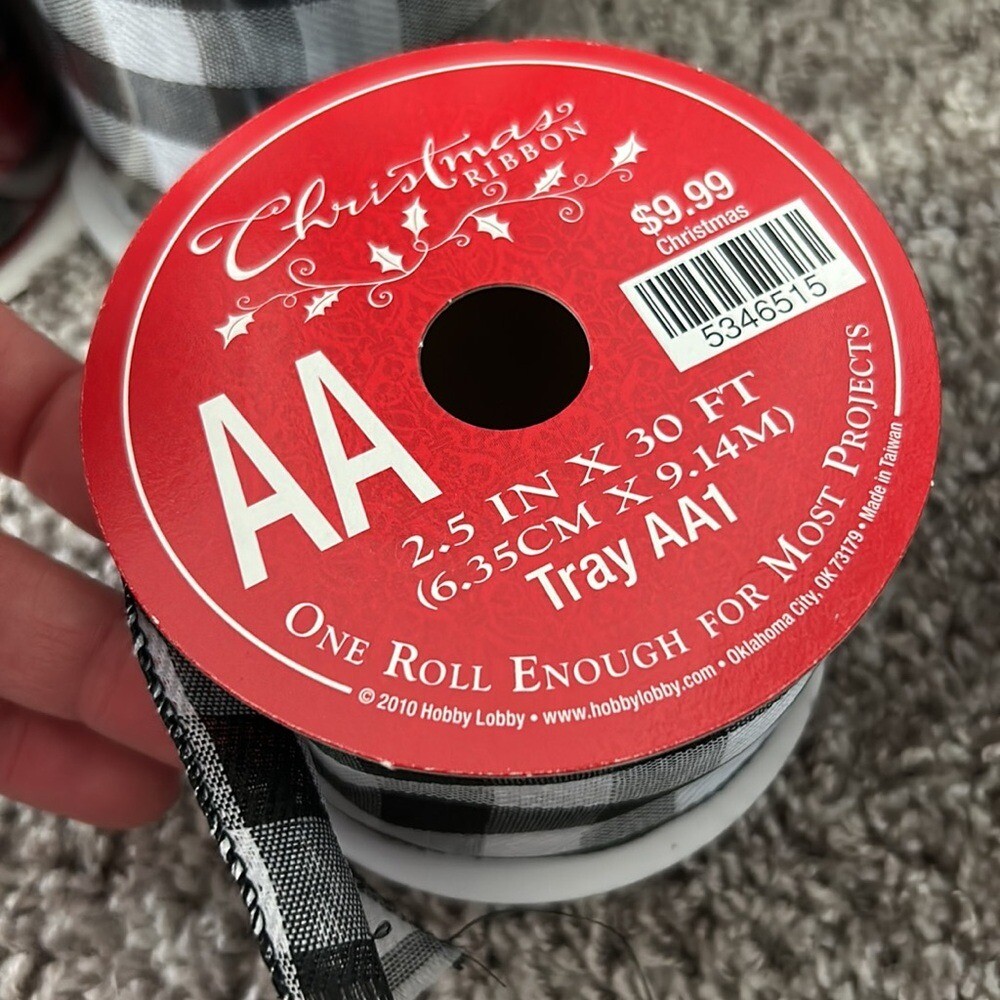 Christmas
RIBBON
$9.99
Christmas
5346515
AA
2.5 IN X 30 FT
(6.35CM X 9.14M)
Tray AA1
ONE ROLL ENOUGH FOR MOST PROJECTS
© 2010 Hobby Lobby • www.hobbylobby.com • Oklahoma City, OK 73179 • Made in Taiwan